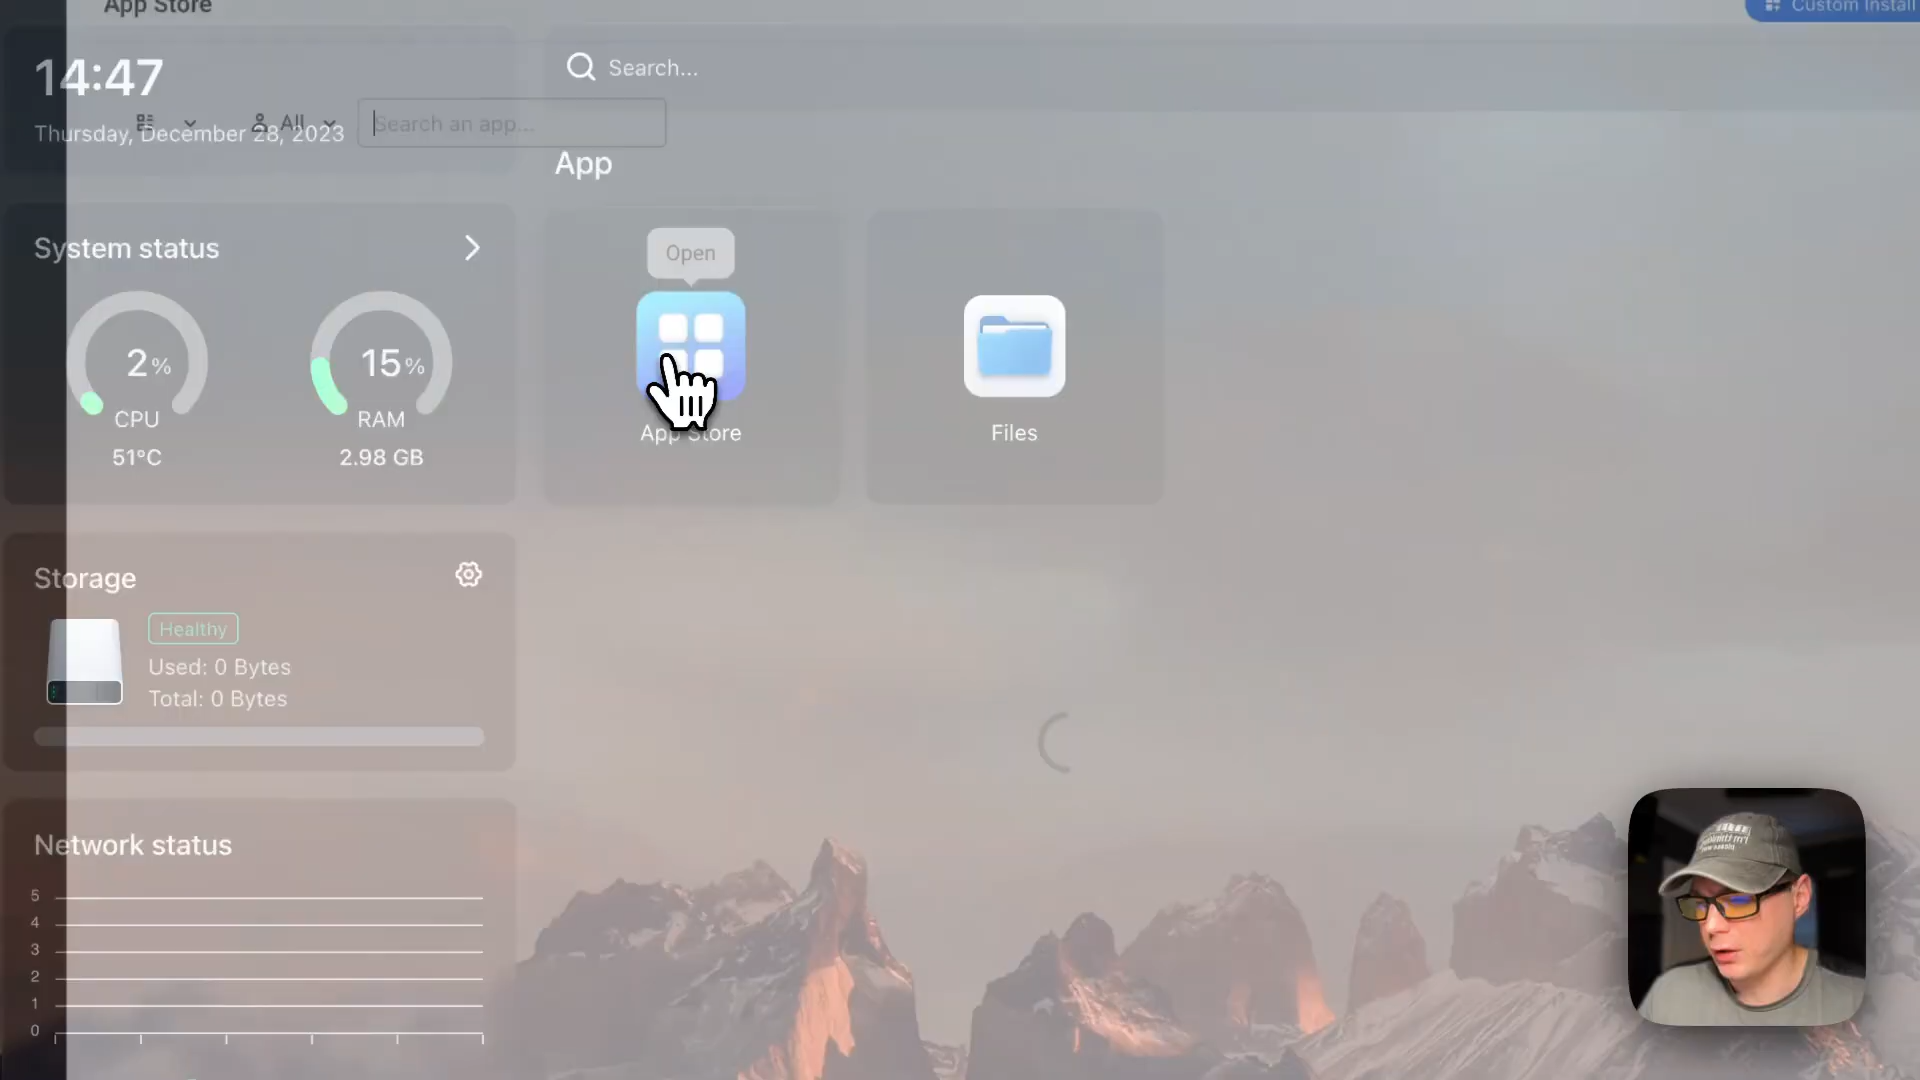 App Store
Custom Install
14:47
Search...
All
Search an app...
Thursday, December 28, 2023
App
System status
Open
2%
15%
CPU
RAM
App Store
Files
51°C
2.98 GB
Storage
Healthy
Used: 0 Bytes
Total: 0 Bytes
Network status
5
4
3
2
1
0